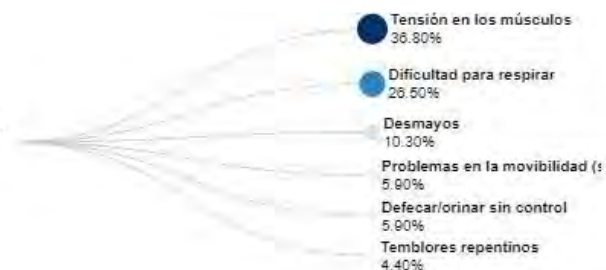 Tensión en los músculos
36.80%
Dificultad para respirar
26.50%
Desmayos
10.30%
Problemas en la movibilidad (s
5.90%
Defecar/orinar sin control
5.90%
Temblores repentinos
4.40%